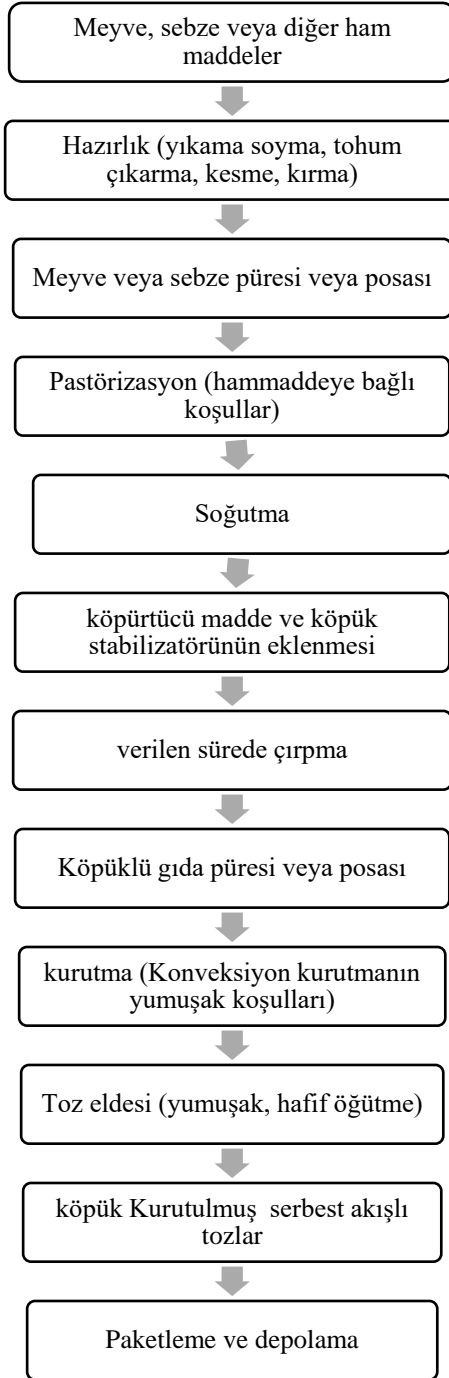 Meyve, sebze veya diğer ham
maddeler
Hazırlık (yıkama soyma, tohum
çıkarma, kesme, kırma)
Meyve veya sebze püresi veya posası
Pastörizasyon (hammaddeye bağlı
koşullar)
Soğutma
köpürtücü madde ve köpük
stabilizatörünün eklenmesi
verilen sürede çırpma
Köpüklü gıda püresi veya posası
kurutma (Konveksiyon kurutmanın
yumuşak koşulları)
Toz eldesi (yumuşak, hafif öğütme)
köpük Kurutulmuş serbest akışlı
tozlar
Paketleme ve depolama